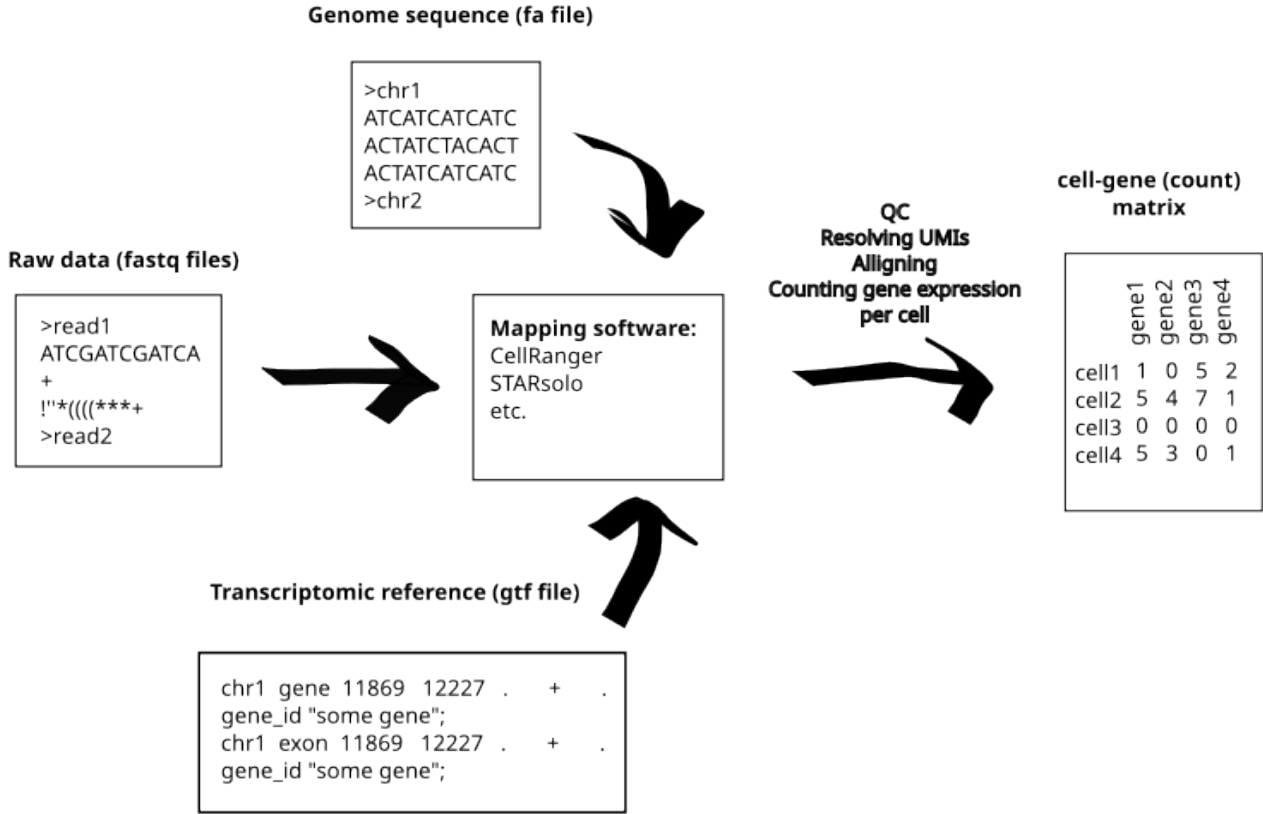 Genome sequence (fa file)
>chr1
ATCATCATCATC
ACTATCTACACT
ACTATCATCATC
>chr2
Raw data (fastq files)
>read1
ATCGATCGATCA
+
!''*((((***+
>read2
Mapping software:
CellRanger
STARsolo
etc.
QC
Resolving UMIs
Alligning
Counting gene expression
per cell
cell-gene (count)
matrix
gene1 gene2 gene3 gene4
cell1 1 0 5 2
cell2 5 4 7 1
cell3 0 0 0 0
cell4 5 3 0 1
Transcriptomic reference (gtf file)
chr1 gene 11869 12227 . + .
gene_id "some gene";
chr1 exon 11869 12227 . + .
gene_id "some gene";